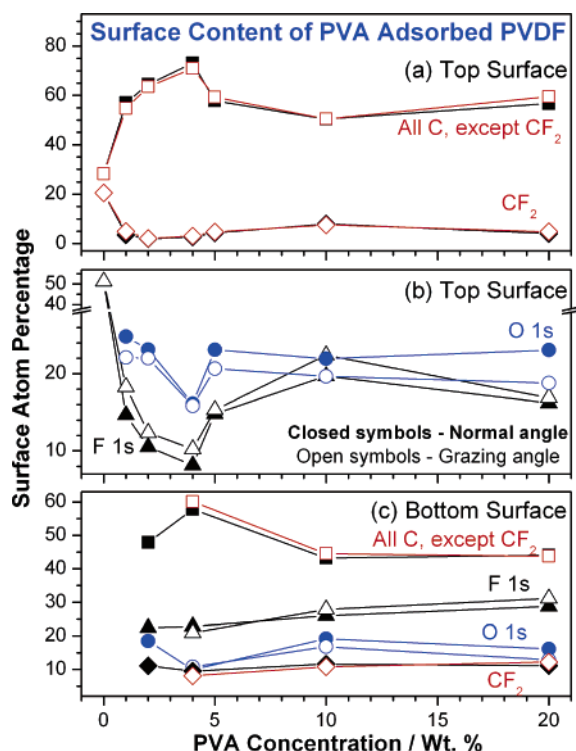 Surface Content of PVA Adsorbed PVDF
(a) Top Surface
All C, except CF2
CF2
80
60
40
20
0
(b) Top Surface
O 1s
F 1s
Closed symbols - Normal angle
Open symbols - Grazing angle
50
40
20
10
(c) Bottom Surface
All C, except CF2
F 1s
O 1s
CF2
60
50
40
30
20
10
0 5 10 15 20
PVA Concentration / Wt. %
Surface Atom Percentage